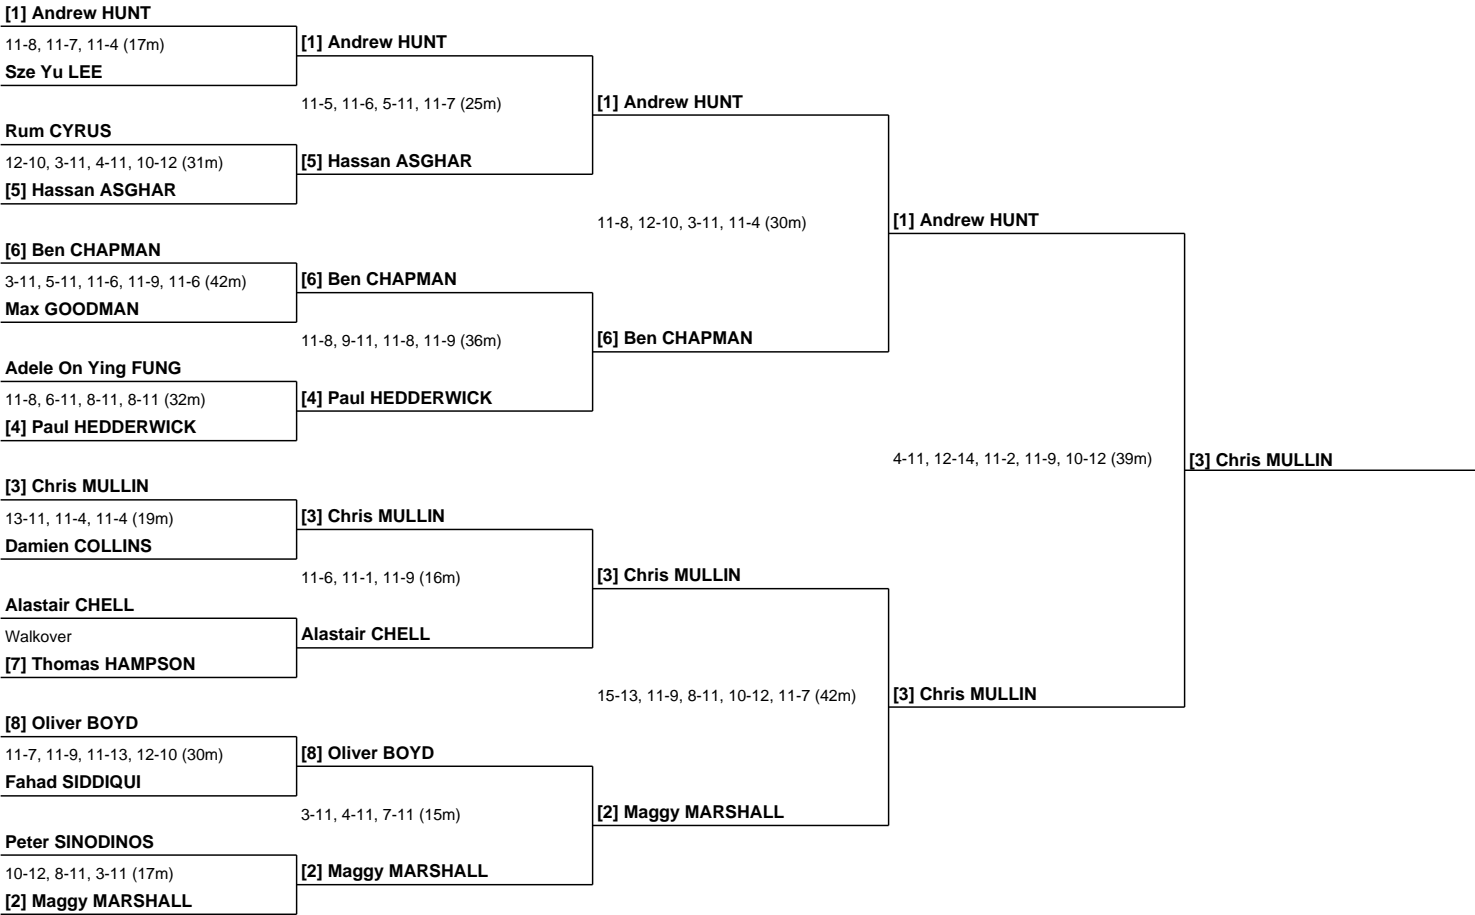 [1] Andrew HUNT
11-8, 11-7, 11-4 (17m)
Sze Yu LEE
Rum CYRUS
12-10, 3-11, 4-11, 10-12 (31m)
[5] Hassan ASGHAR
[6] Ben CHAPMAN
3-11, 5-11, 11-6, 11-9, 11-6 (42m)
Max GOODMAN
Adele On Ying FUNG
11-8, 6-11, 8-11, 8-11 (32m)
[4] Paul HEDDERWICK
[3] Chris MULLIN
13-11, 11-4, 11-4 (19m)
Damien COLLINS
Alastair CHELL
Walkover
[7] Thomas HAMPSON
[8] Oliver BOYD
11-7, 11-9, 11-13, 12-10 (30m)
Fahad SIDDIQUI
Peter SINODINOS
10-12, 8-11, 3-11 (17m)
[2] Maggy MARSHALL
[1] Andrew HUNT
11-5, 11-6, 5-11, 11-7 (25m)
[5] Hassan ASGHAR
[6] Ben CHAPMAN
11-8, 9-11, 11-8, 11-9 (36m)
[4] Paul HEDDERWICK
[3] Chris MULLIN
11-6, 11-1, 11-9 (16m)
Alastair CHELL
[8] Oliver BOYD
3-11, 4-11, 7-11 (15m)
[2] Maggy MARSHALL
[1] Andrew HUNT
11-8, 12-10, 3-11, 11-4 (30m)
[6] Ben CHAPMAN
[3] Chris MULLIN
15-13, 11-9, 8-11, 10-12, 11-7 (42m)
[2] Maggy MARSHALL
[1] Andrew HUNT
4-11, 12-14, 11-2, 11-9, 10-12 (39m)
[3] Chris MULLIN
[3] Chris MULLIN